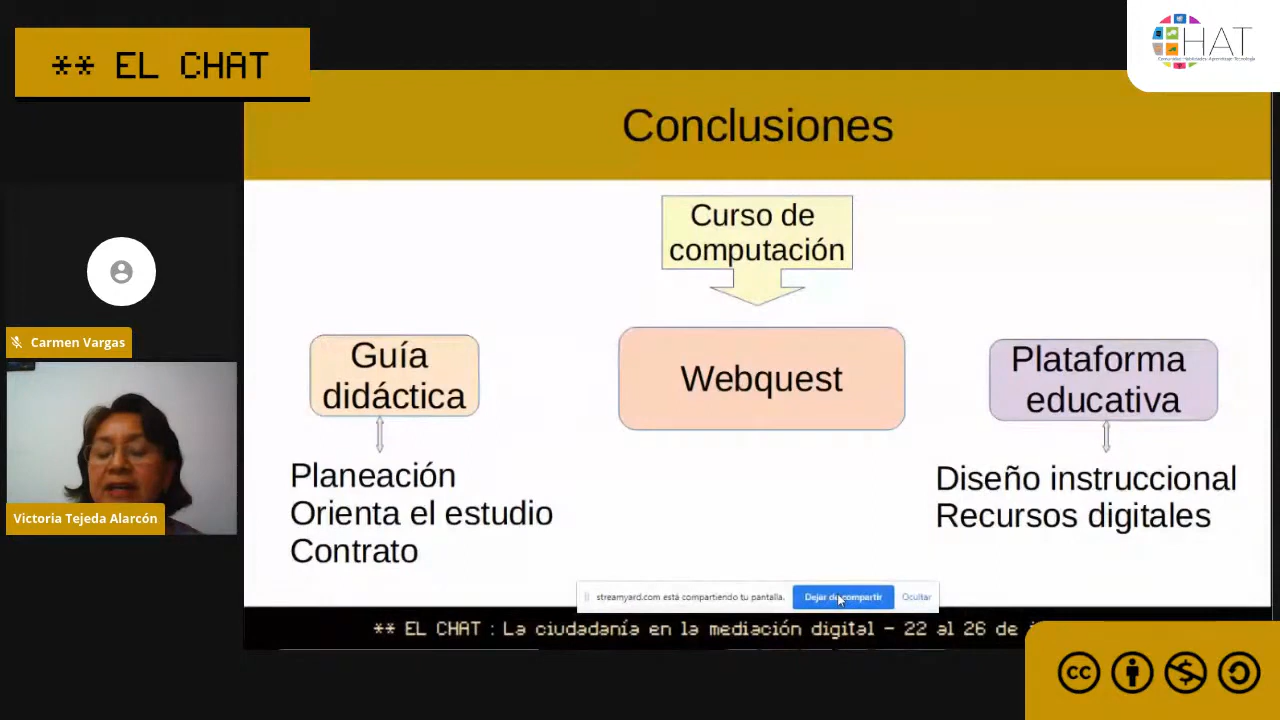 ** EL CHAT
CHAT
Conclusiones
Curso de
computación
Carmen Vargas
Guía
didáctica
Webquest
Plataforma
educativa
Planeación
Orienta el estudio
Contrato
Diseño instruccional
Recursos digitales
Victoria Tejeda Alarcón
streamyard.com está compartiendo tu pantalla.
Dejar de compartir
Ocultar
** EL CHAT : La ciudadanía en la mediación digital - 22 al 26 de
cc